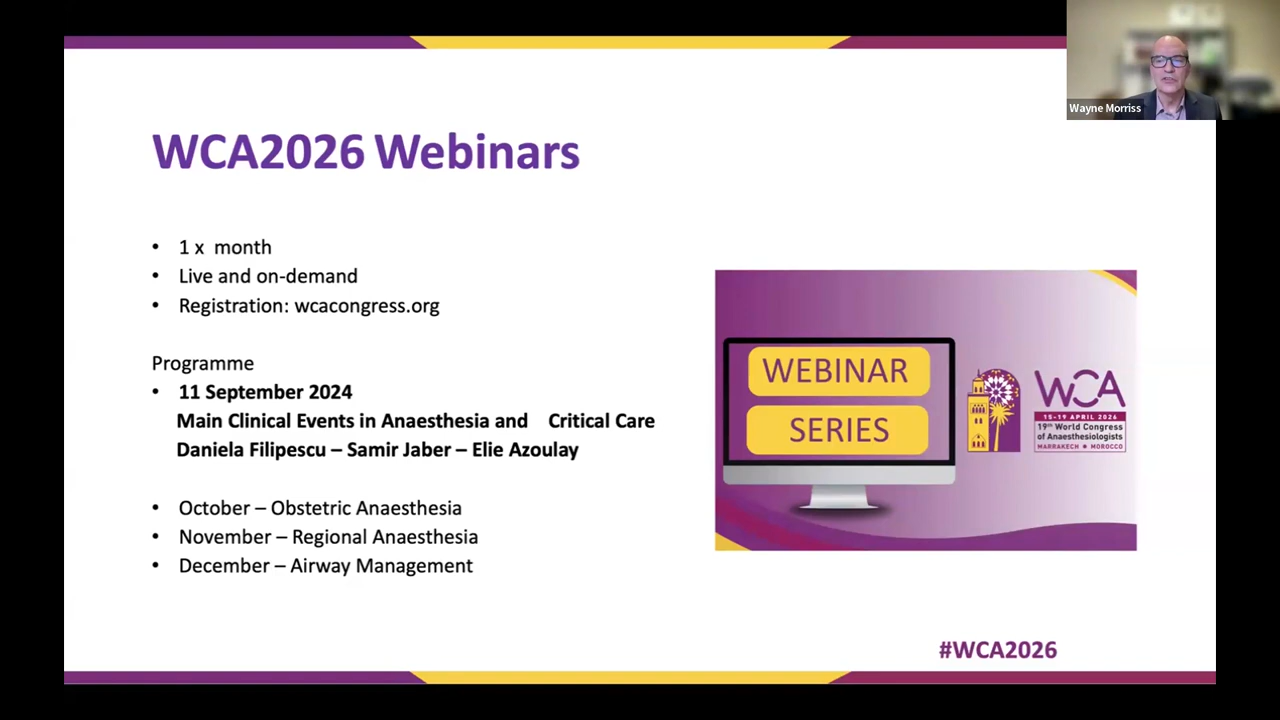 Wayne Morriss
WCA2026 Webinars
• 1 x month
• Live and on-demand
• Registration: wcacongress.org
Programme
• 11 September 2024
Main Clinical Events in Anaesthesia and Critical Care
Daniela Filipescu – Samir Jaber – Elie Azoulay
• October – Obstetric Anaesthesia
• November – Regional Anaesthesia
• December – Airway Management
WEBINAR
SERIES
WCA
15-19 APRIL 2026
19th World Congress
of Anaesthesiologists
MARRAKECH ✱ MOROCCO
#WCA2026